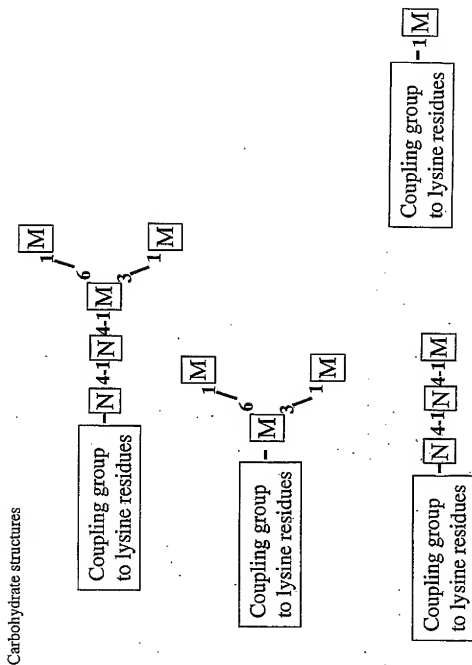 Carbohydrate structures
M
1
6
Coupling group
to lysine residues
-N 4-1 N 4-1 M
3
1
M
M
1
6
Coupling group
to lysine residues
- M
3
1
M
Coupling group
to lysine residues
-N 4-1 N 4-1 M
Coupling group
to lysine residues
-1 M